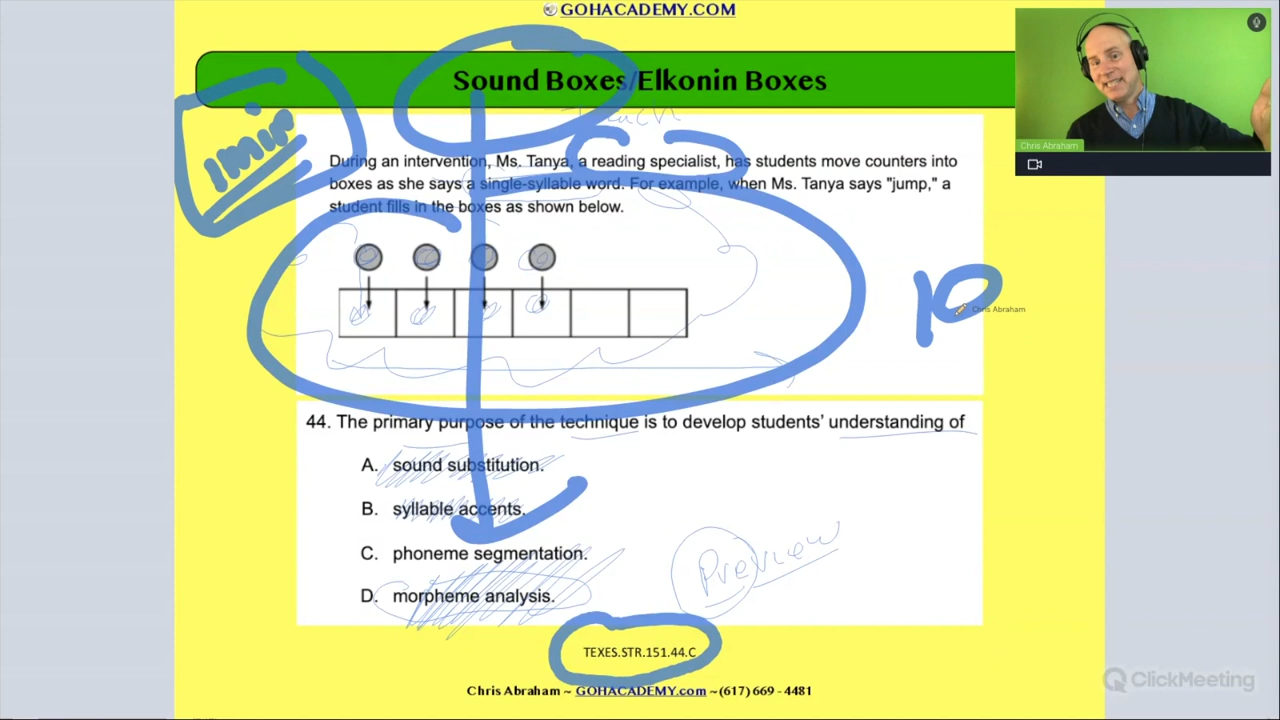 GOHACADEMY.COM
Sound Boxes/Elkonin Boxes
1min
During an intervention, Ms. Tanya, a reading specialist, has students move counters into
boxes as she says a single-syllable word. For example, when Ms. Tanya says "jump," a
student fills in the boxes as shown below.
10
Chris Abraham
Chris Abraham
44. The primary purpose of the technique is to develop students' understanding of
A. sound substitution.
B. syllable accents.
C. phoneme segmentation.
D. morpheme analysis.
Preview
TEXES.STR.151.44.C
Chris Abraham ~ GOHACADEMY.com ~(617) 669 - 4481
ClickMeeting